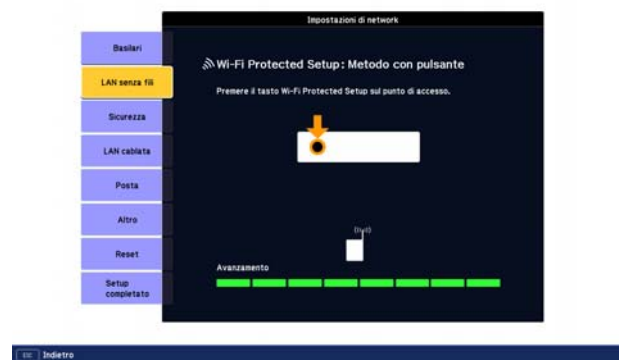 Impostazioni di network
Basilari
LAN senza fili
Sicurezza
LAN cablata
Posta
Altro
Reset
Setup
completato
Wi-Fi Protected Setup: Metodo con pulsante
Premere il tasto Wi-Fi Protected Setup sul punto di accesso.
Avanzamento
ESC Indietro